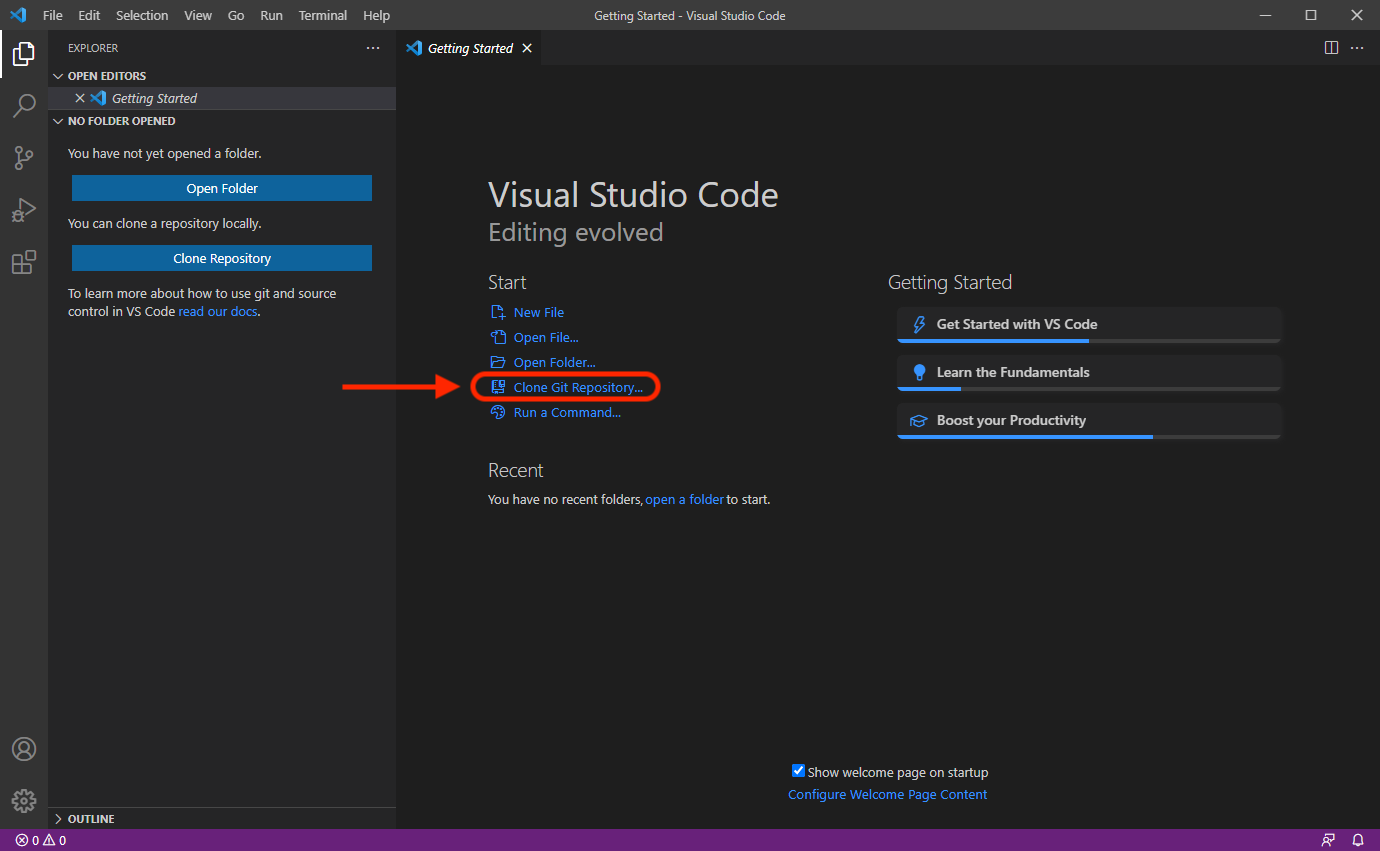 File Edit Selection View Go Run Terminal Help
Getting Started - Visual Studio Code
EXPLORER
OPEN EDITORS
Getting Started
NO FOLDER OPENED
You have not yet opened a folder.
Open Folder
You can clone a repository locally.
Clone Repository
To learn more about how to use git and source
control in VS Code read our docs.
OUTLINE
Getting Started
Visual Studio Code
Editing evolved
Start
New File
Open File...
Open Folder...
Clone Git Repository...
Run a Command...
Recent
You have no recent folders, open a folder to start.
Getting Started
Get Started with VS Code
Learn the Fundamentals
Boost your Productivity
Show welcome page on startup
Configure Welcome Page Content
0 0